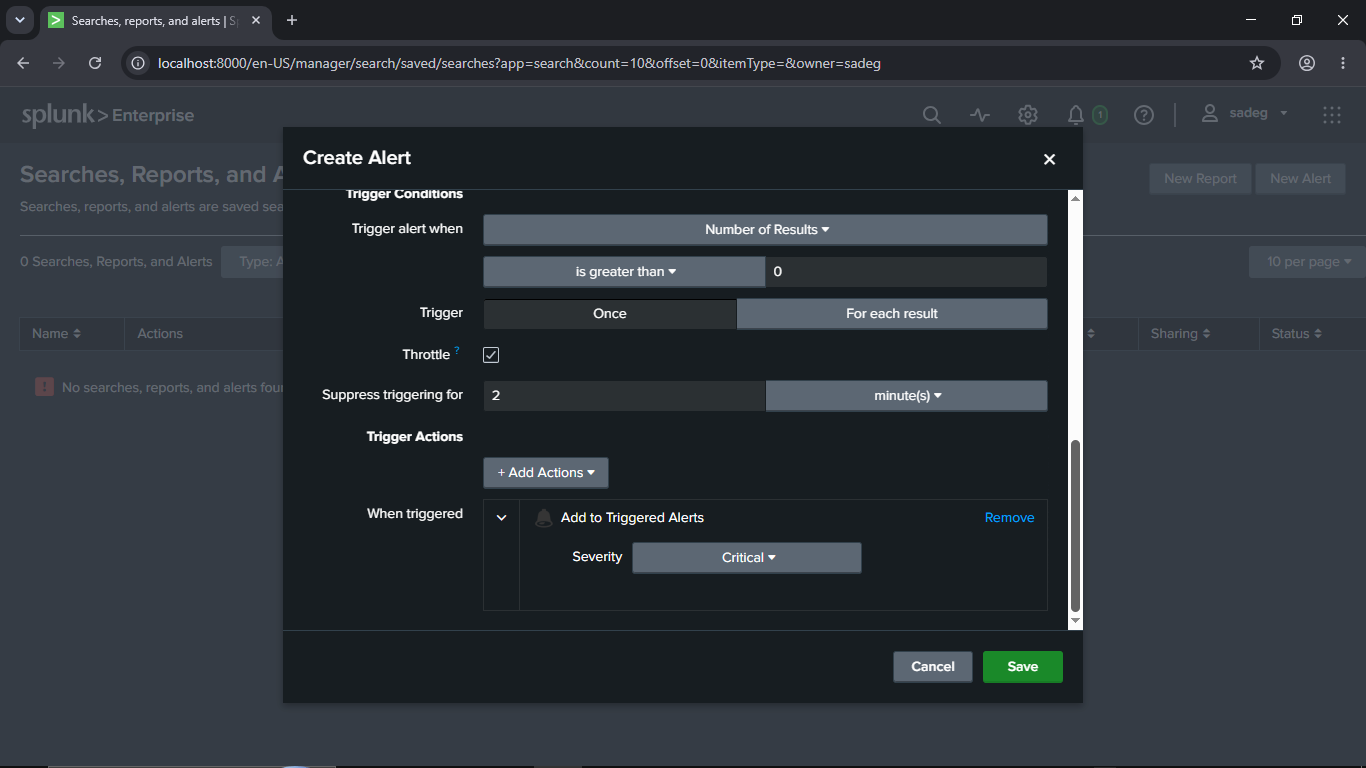 Searches, reports, and alerts | S
localhost:8000/en-US/manager/search/saved/searches?app=search&count=10&offset=0&itemType=&owner=sadeg
splunk> Enterprise
1
?
sadeg
Create Alert
Searches, Reports, and A
New Report
New Alert
Searches, reports, and alerts are saved sea
Trigger Conditions
Trigger alert when
Number of Results
0 Searches, Reports, and Alerts
Type: A
10 per page
is greater than
0
Trigger
Once
For each result
Name
Actions
Sharing
Status
Throttle ?
! No searches, reports, and alerts four
Suppress triggering for
2
minute(s)
Trigger Actions
+ Add Actions
When triggered
Add to Triggered Alerts
Remove
Severity
Critical
Cancel
Save